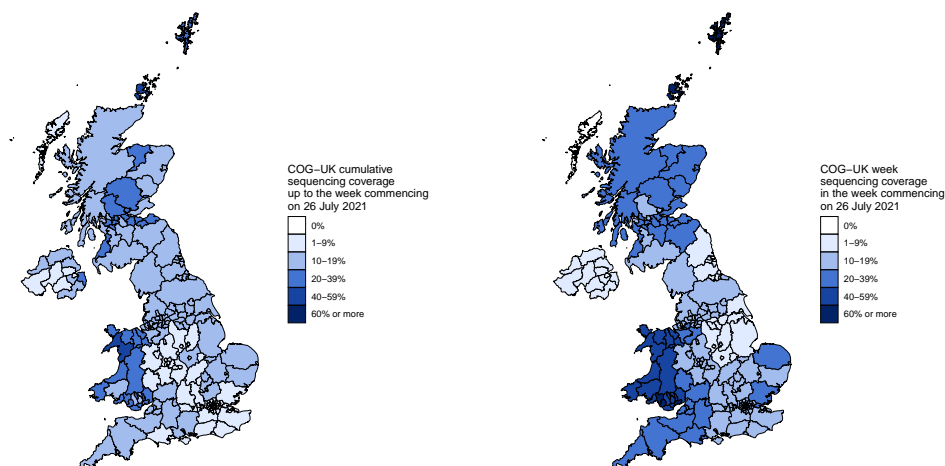 COG–UK cumulative
sequencing coverage
up to the week commencing
on 26 July 2021
0%
1–9%
10–19%
20–39%
40–59%
60% or more
COG–UK week
sequencing coverage
in the week commencing
on 26 July 2021
0%
1–9%
10–19%
20–39%
40–59%
60% or more